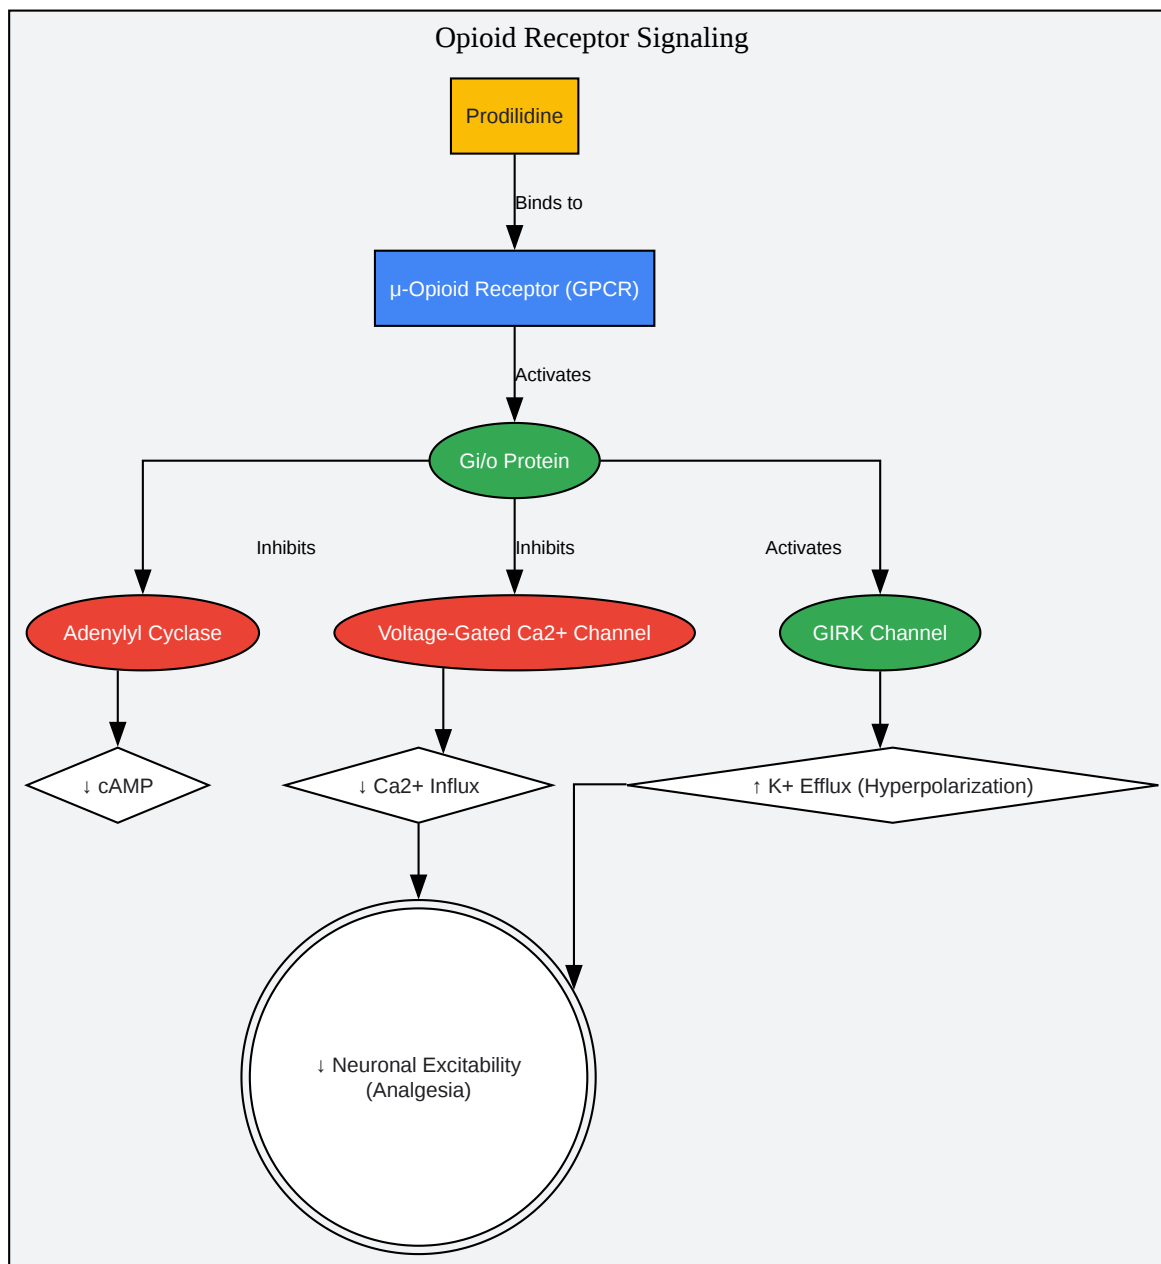 Opioid Receptor Signaling
Prodilidine
Binds to
μ-Opioid Receptor (GPCR)
Activates
Gi/o Protein
Inhibits
Inhibits
Activates
Adenylyl Cyclase
Voltage-Gated Ca2+ Channel
GIRK Channel
↓ cAMP
↓ Ca2+ Influx
↑ K+ Efflux (Hyperpolarization)
↓ Neuronal Excitability
(Analgesia)